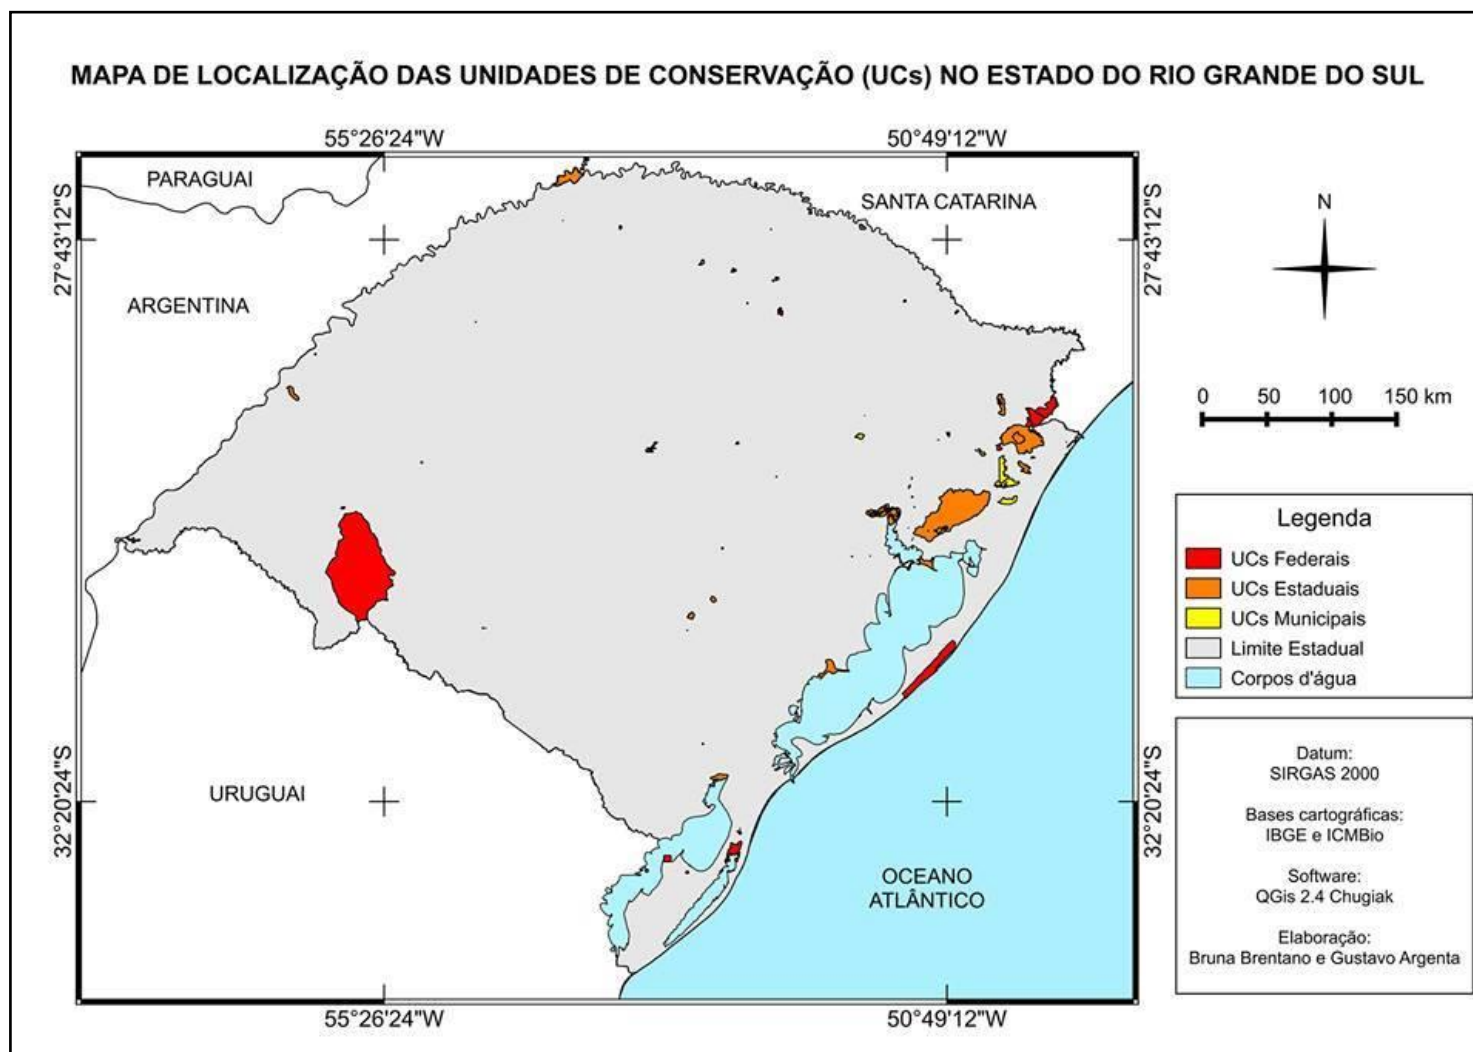 MAPA DE LOCALIZAÇÃO DAS UNIDADES DE CONSERVAÇÃO (UCs) NO ESTADO DO RIO GRANDE DO SUL
55°26'24"W
50°49'12"W
PARAGUAI
SANTA CATARINA
27°43'12"S
27°43'12"S
ARGENTINA
N
0 50 100 150 km
Legenda
UCs Federais
UCs Estaduais
UCs Municipais
Limite Estadual
Corpos d'água
Datum:
SIRGAS 2000
Bases cartográficas:
IBGE e ICMBio
Software:
QGis 2.4 Chugiak
Elaboração:
Bruna Brentano e Gustavo Argenta
URUGUAI
32°20'24"S
32°20'24"S
OCEANO
ATLÂNTICO
55°26'24"W
50°49'12"W